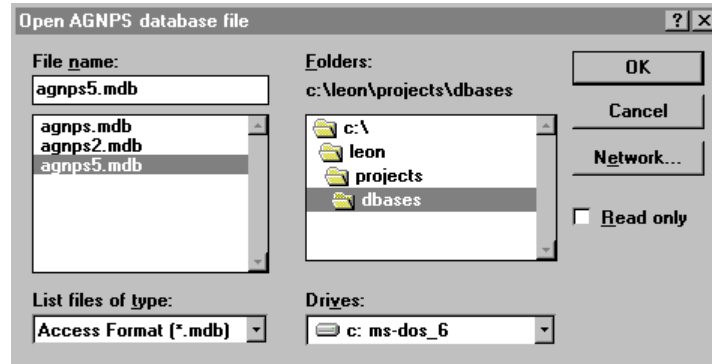 Open AGNPS database file
File name:
agnps5.mdb
agnps.mdb
agnps2.mdb
agnps5.mdb
List files of type:
Access Format (*.mdb)
Folders:
c:\leon\projects\dbases
c:\
leon
projects
dbases
Drives:
c: ms-dos_6
OK
Cancel
Network...
Read only